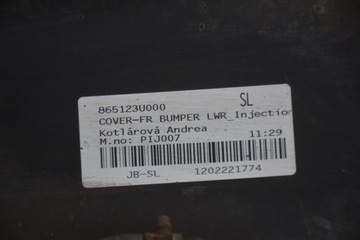 865123U000 SL
COVER-FR BUMPER LWR_Injection
Kotlárová Andrea 11:29
M.no: PIJ007
JB-SL 1202221774